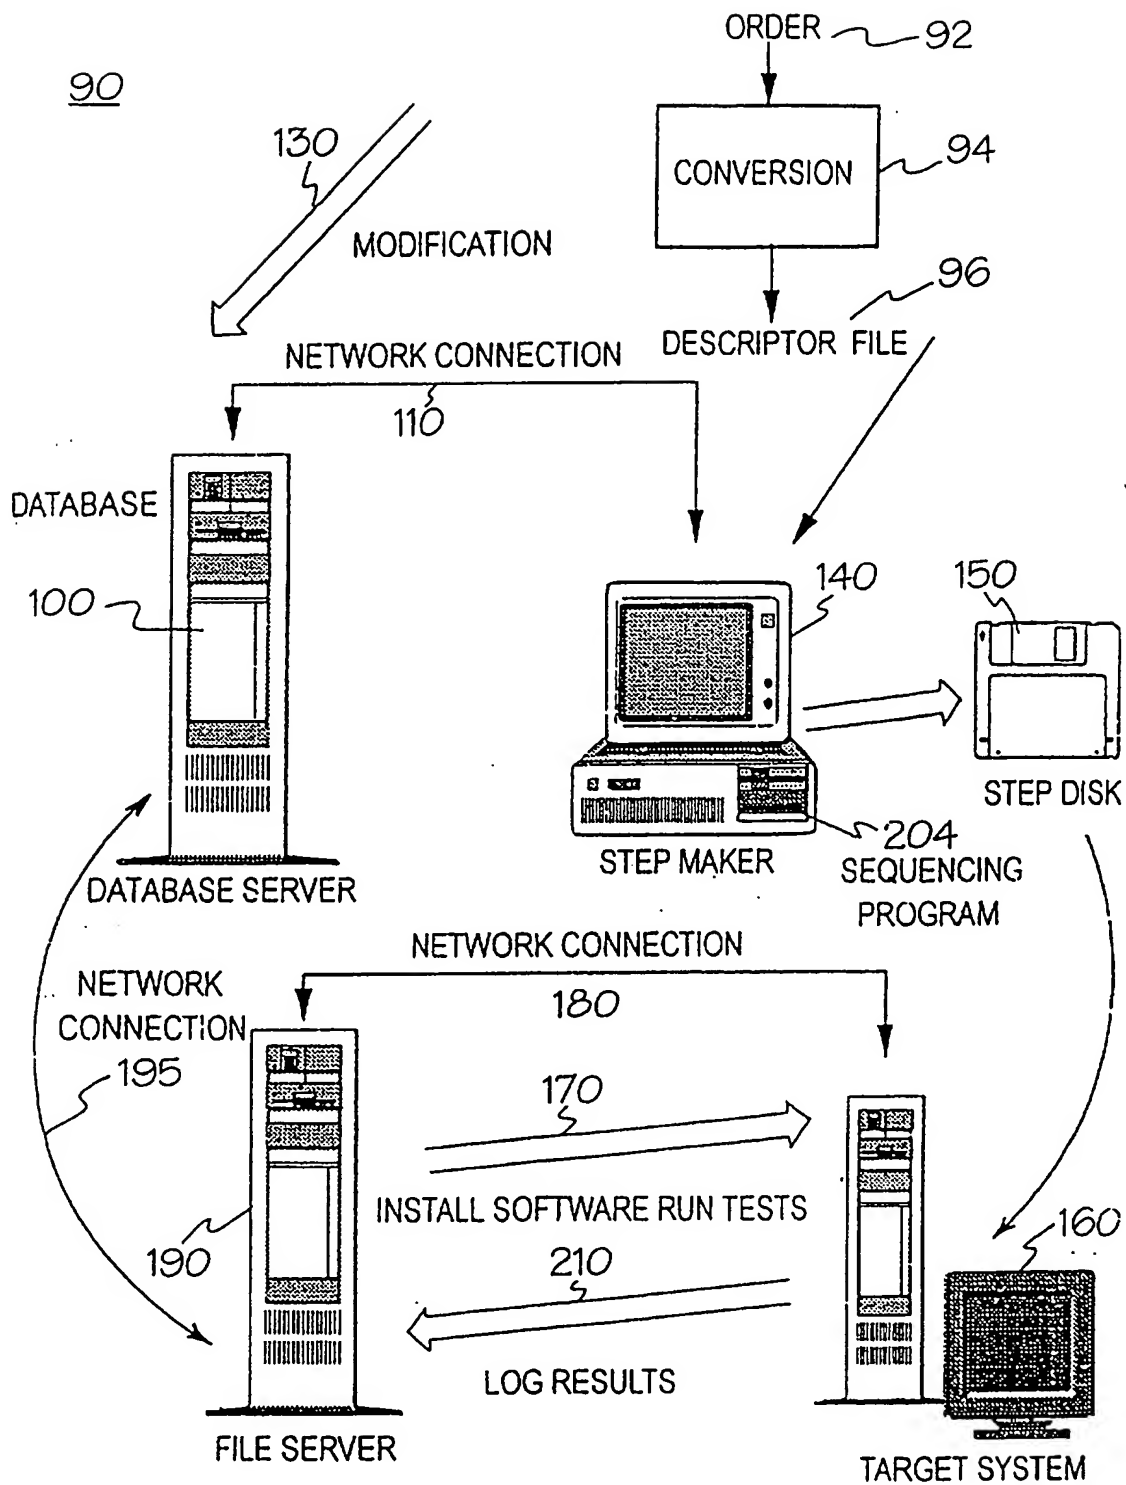 ORDER 92
90
130
CONVERSION 94
MODIFICATION
96
DESCRIPTOR FILE
NETWORK CONNECTION
110
DATABASE
100
140
150
STEP DISK
204
STEP MAKER
SEQUENCING
PROGRAM
DATABASE SERVER
NETWORK CONNECTION
180
NETWORK
CONNECTION
195
170
INSTALL SOFTWARE RUN TESTS
190
210
160
LOG RESULTS
FILE SERVER
TARGET SYSTEM